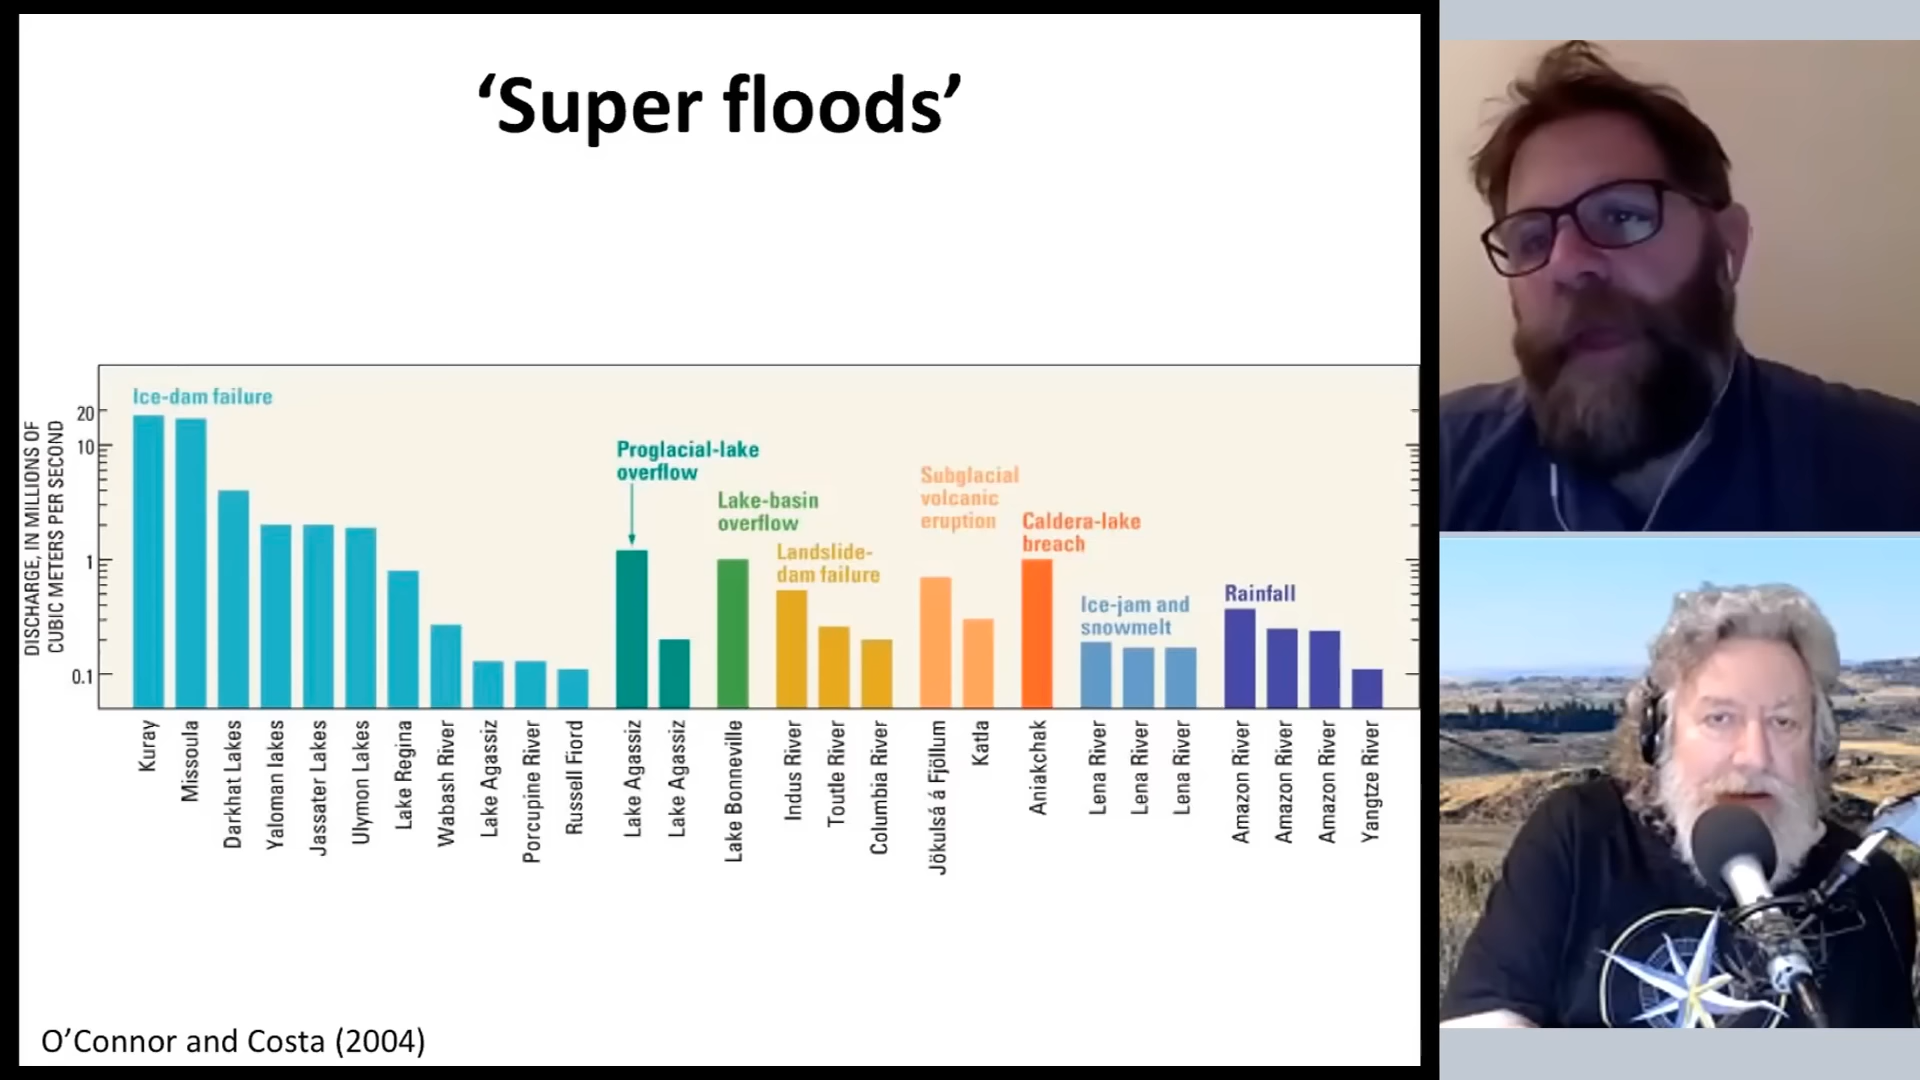 ‘Super floods’
DISCHARGE, IN MILLIONS OF
CUBIC METERS PER SECOND
20
10
1
0.1
Ice-dam failure
Proglacial-lake
overflow
Lake-basin
overflow
Landslide-
dam failure
Subglacial
volcanic
eruption
Caldera-lake
breach
Ice-jam and
snowmelt
Rainfall
Kuray
Missoula
Darkhat Lakes
Yaloman lakes
Jassater Lakes
Ulymon Lakes
Lake Regina
Wabash River
Lake Agassiz
Porcupine River
Russell Fiord
Lake Agassiz
Lake Agassiz
Lake Bonneville
Indus River
Toutle River
Columbia River
Jökulsá á Fjöllum
Katla
Aniakchak
Lena River
Lena River
Lena River
Amazon River
Amazon River
Amazon River
Yangtze River
O’Connor and Costa (2004)